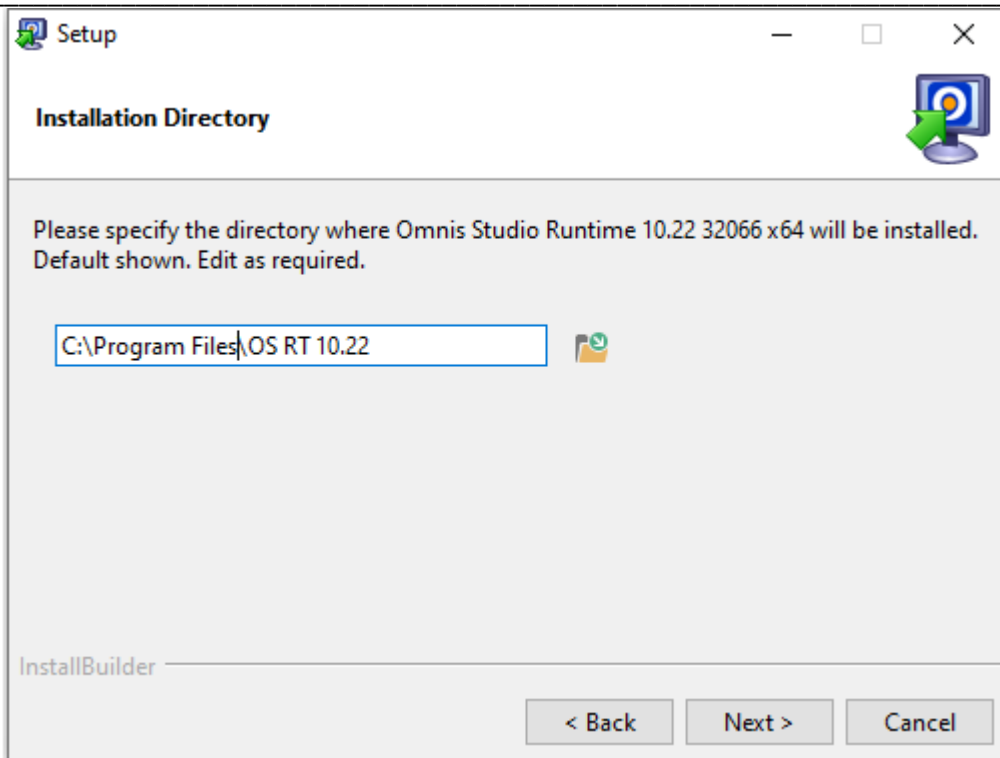 Setup
Installation Directory
Please specify the directory where Omnis Studio Runtime 10.22 32066 x64 will be installed.
Default shown. Edit as required.
C:\Program Files\OS RT 10.22
InstallBuilder
< Back Next > Cancel